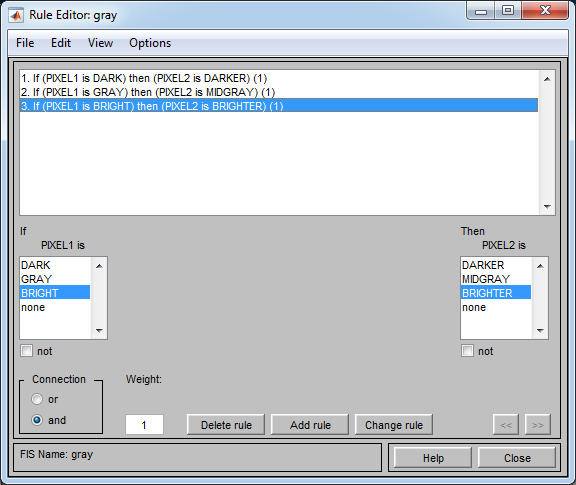 Rule Editor: gray
File Edit View Options
1. If (PIXEL1 is DARK) then (PIXEL2 is DARKER) (1)
2. If (PIXEL1 is GRAY) then (PIXEL2 is MIDGRAY) (1)
3. If (PIXEL1 is BRIGHT) then (PIXEL2 is BRIGHTER) (1)
If
PIXEL1 is
DARK
GRAY
BRIGHT
none
not
Then
PIXEL2 is
DARKER
MIDGRAY
BRIGHTER
none
not
Connection
or
and
Weight:
1
Delete rule
Add rule
Change rule
<<
>>
FIS Name: gray
Help
Close